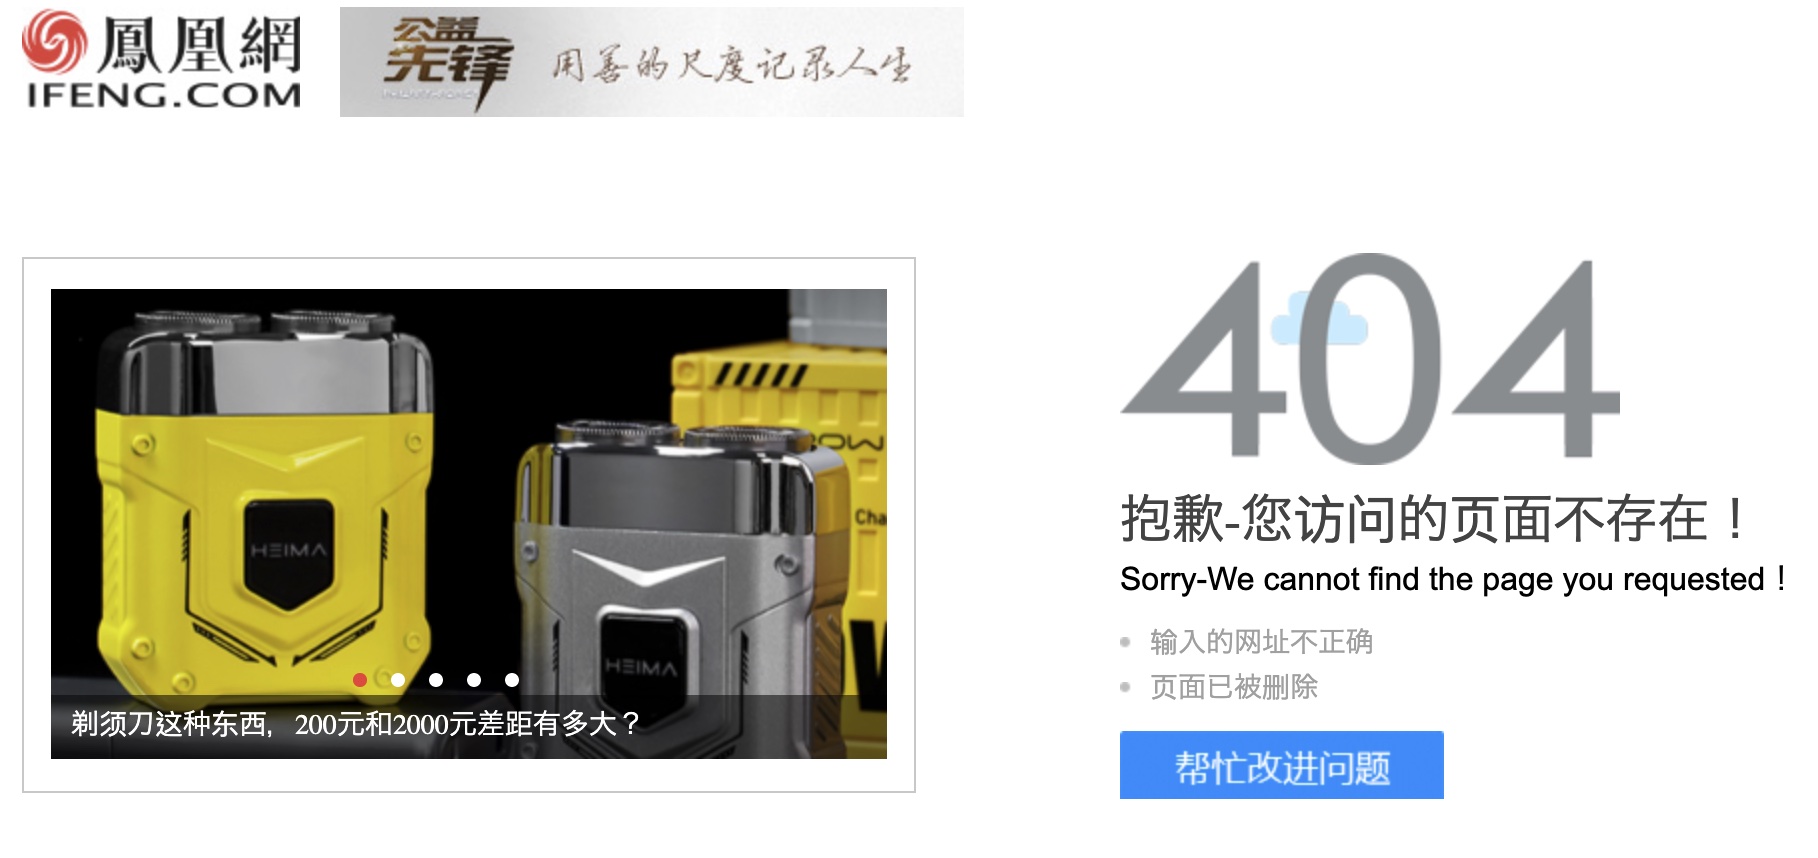 鳳凰網
IFENG.COM
公益
先锋
用善的尺度记录人生
HEIMA
HEIMA
Cha
剃须刀这种东西，200元和2000元差距有多大？
404
抱歉-您访问的页面不存在！
Sorry-We cannot find the page you requested！
输入的网址不正确
页面已被删除
帮忙改进问题